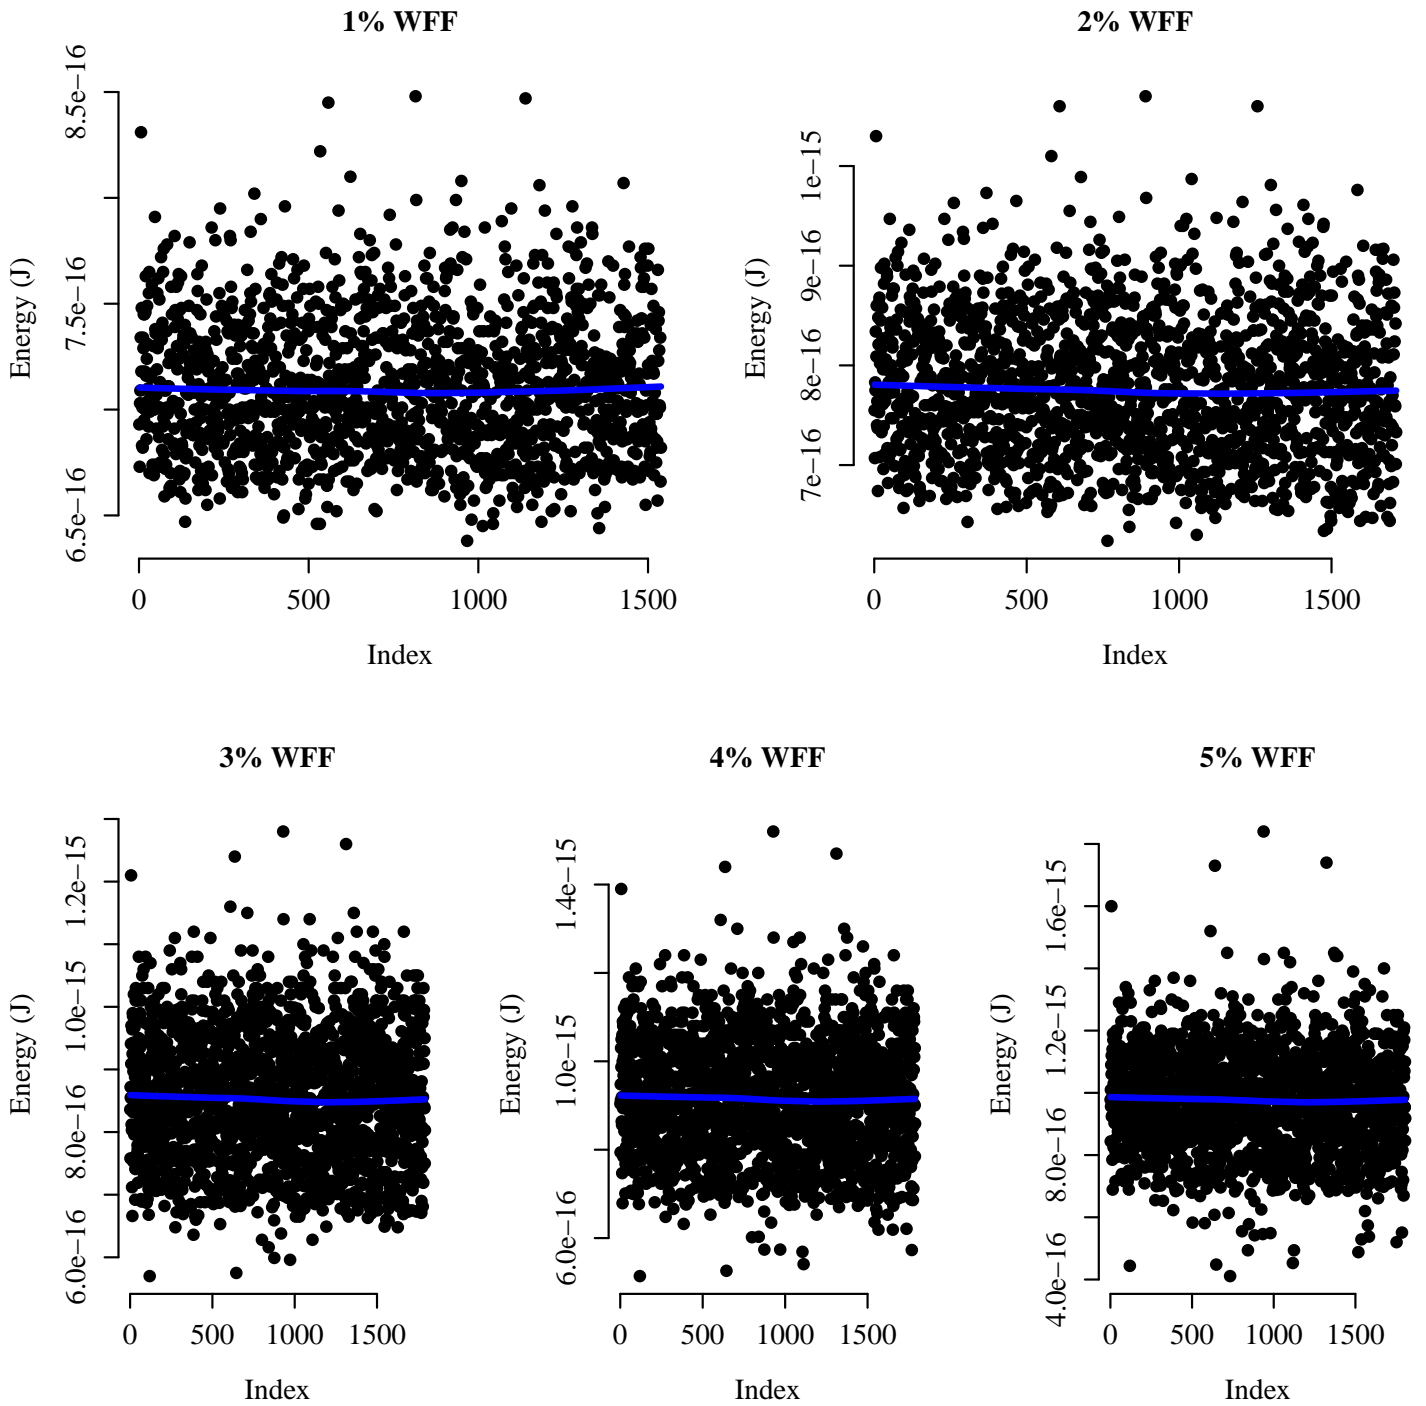 1% WFF
8.5e−16
7.5e−16
6.5e−16
Energy (J)
0 500 1000 1500
Index
2% WFF
1e−15
9e−16
8e−16
7e−16
Energy (J)
0 500 1000 1500
Index
3% WFF
1.2e−15
1.0e−15
8.0e−16
6.0e−16
Energy (J)
0 500 1000 1500
Index
4% WFF
1.4e−15
1.0e−15
6.0e−16
Energy (J)
0 500 1000 1500
Index
5% WFF
1.6e−15
1.2e−15
8.0e−16
4.0e−16
Energy (J)
0 500 1000 1500
Index